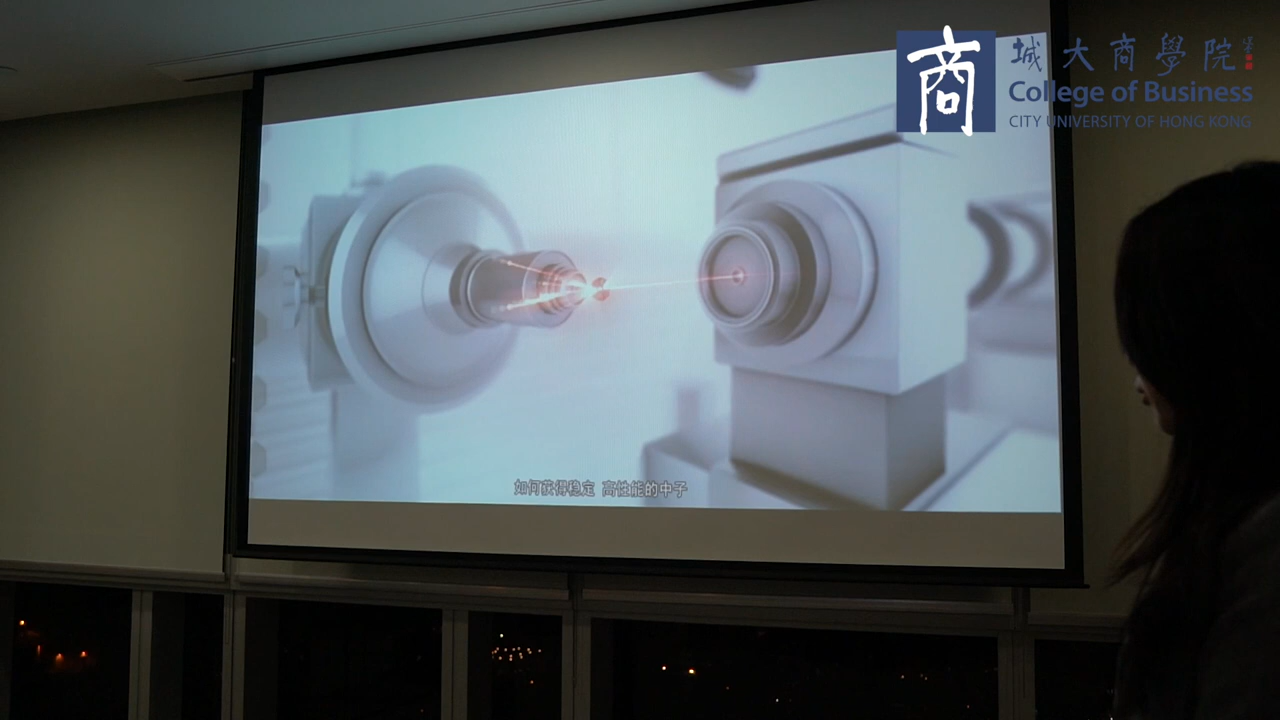 商
城大商學院
College of Business
CITY UNIVERSITY OF HONG KONG
如何获得稳定 高性能的中子